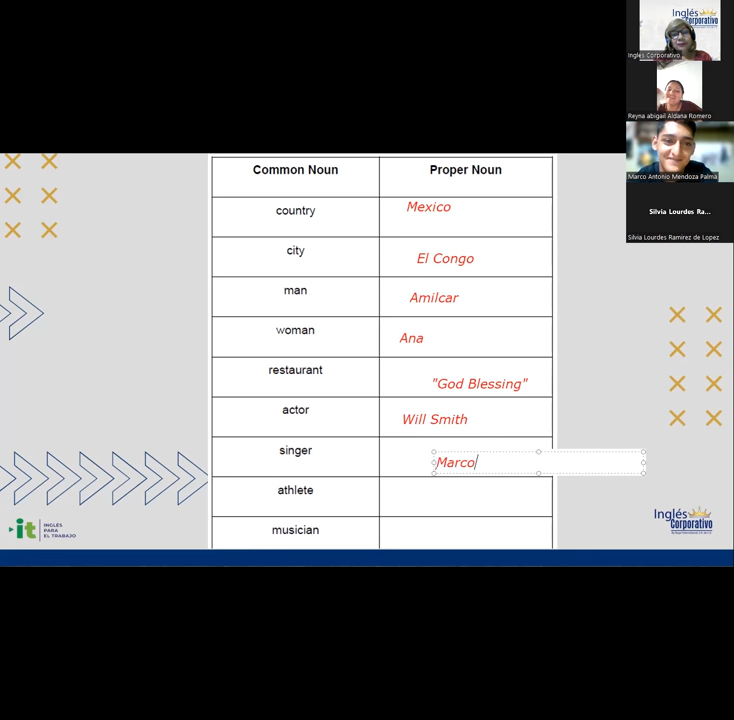 Inglés
Corporativo
Inglés Corporativo
Reyna abigail Aldana Romero
Marco Antonio Mendoza Palma
Silvia Lourdes Ra...
Silvia Lourdes Ramirez de Lopez
Common Noun Proper Noun
country Mexico
city El Congo
man Amilcar
woman Ana
restaurant "God Blessing"
actor Will Smith
singer Marco
athlete
musician
it INGLÉS
PARA
EL TRABAJO
Inglés
Corporativo